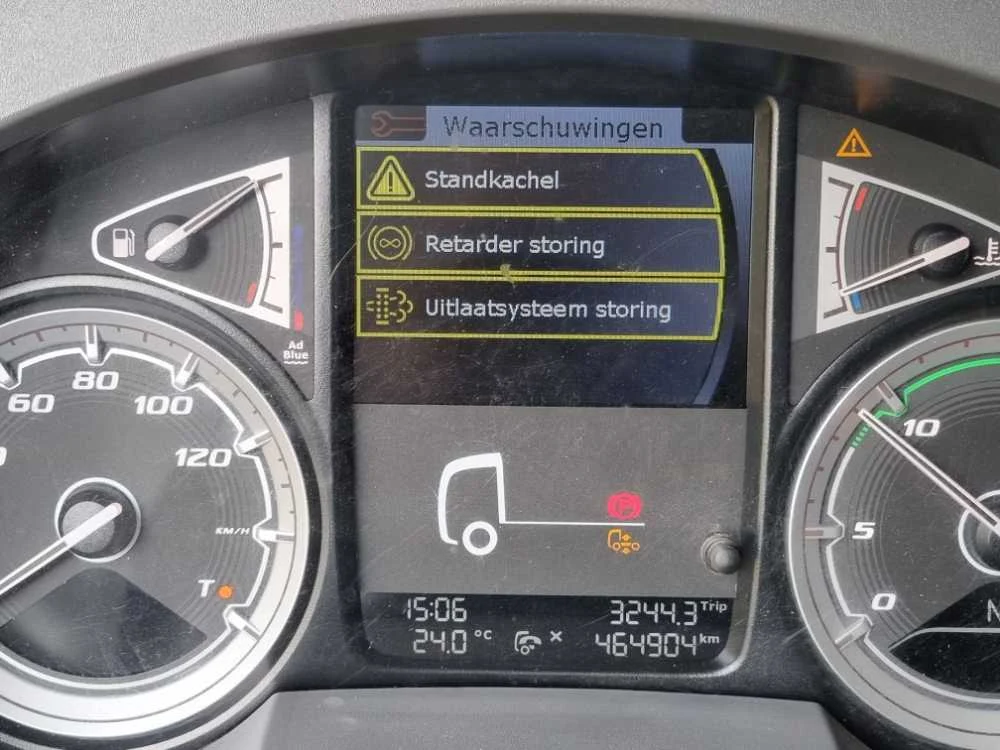 Waarschuwingen
Standkachel
Retarder storing
Uitlaatsysteem storing
Ad
Blue
60
80
100
120
KM/H
T
10
5
0
P
15:06
3244.3 Trip
24.0 °C
464904 km